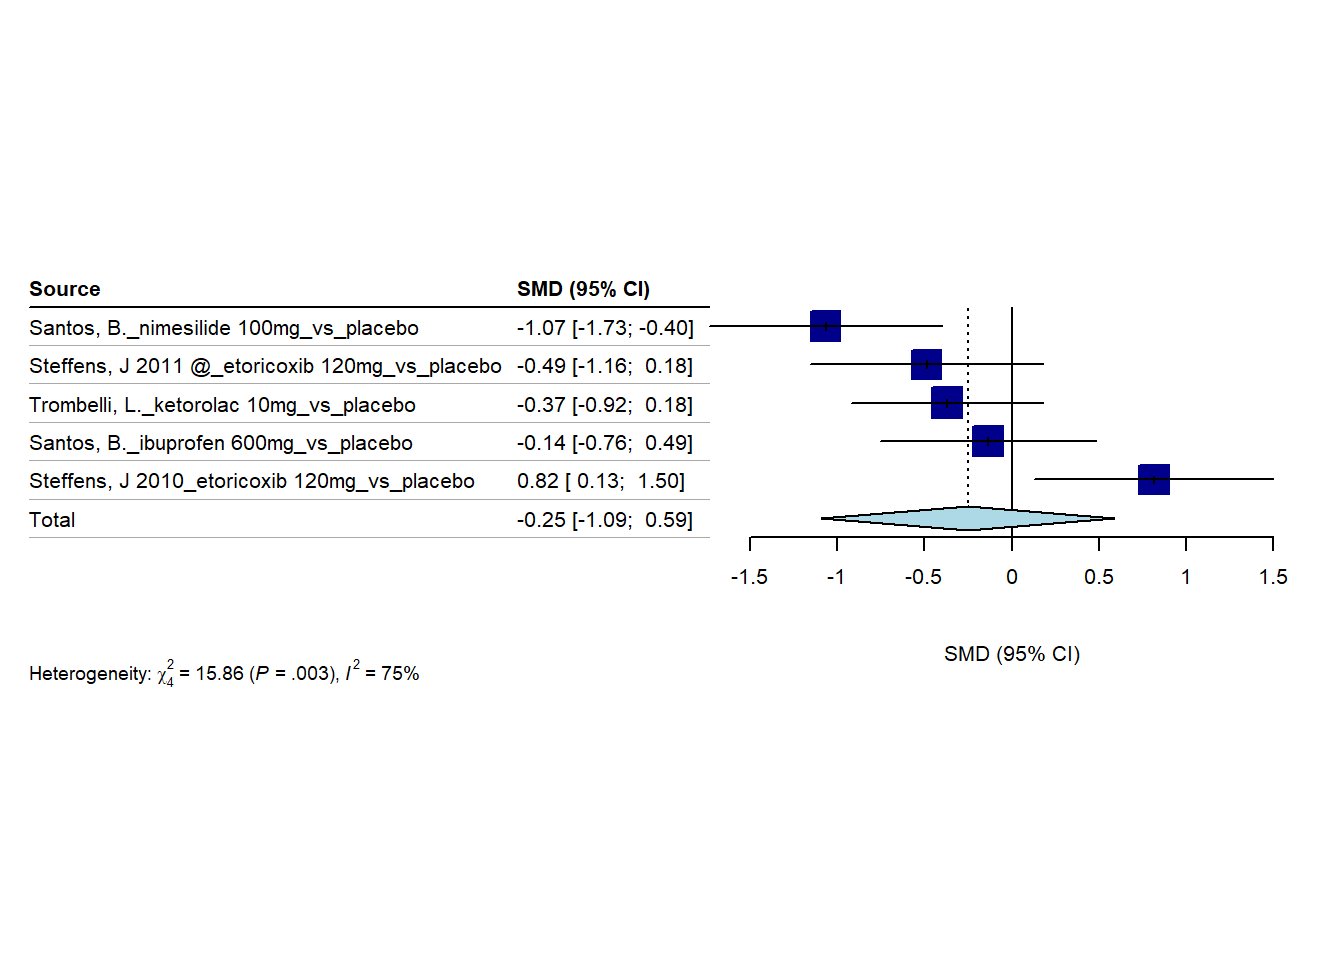 Source SMD (95% CI)
Santos, B._nimesilide 100mg_vs_placebo -1.07 [-1.73; -0.40]
Steffens, J 2011 @_etoricoxib 120mg_vs_placebo -0.49 [-1.16; 0.18]
Trombelli, L._ketorolac 10mg_vs_placebo -0.37 [-0.92; 0.18]
Santos, B._ibuprofen 600mg_vs_placebo -0.14 [-0.76; 0.49]
Steffens, J 2010_etoricoxib 120mg_vs_placebo 0.82 [ 0.13; 1.50]
Total -0.25 [-1.09; 0.59]
-1.5 -1 -0.5 0 0.5 1 1.5
SMD (95% CI)
Heterogeneity: χ²₄ = 15.86 (P = .003), I² = 75%